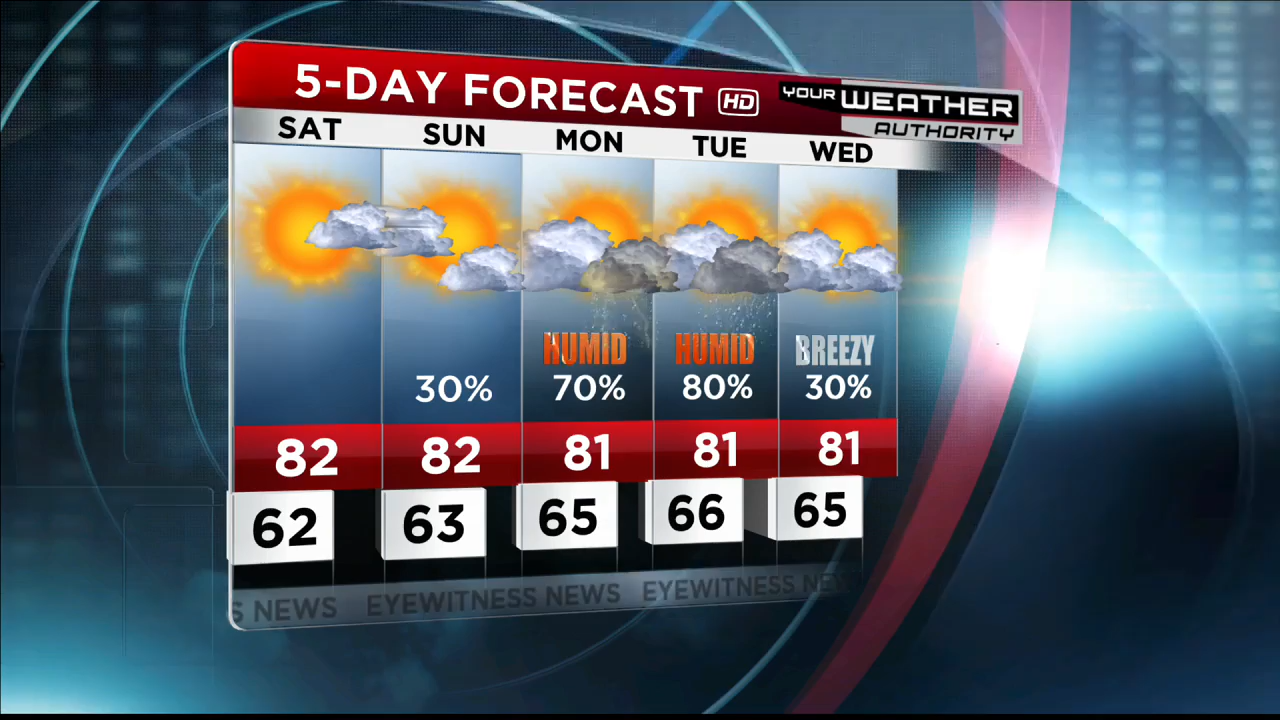 5-DAY FORECAST HD
YOUR WEATHER
AUTHORITY
SAT SUN MON TUE WED
HUMID HUMID BREEZY
30% 70% 80% 30%
82 82 81 81 81
62 63 65 66 65
S NEWS EYEWITNESS NEWS EYEWITNESS NEW